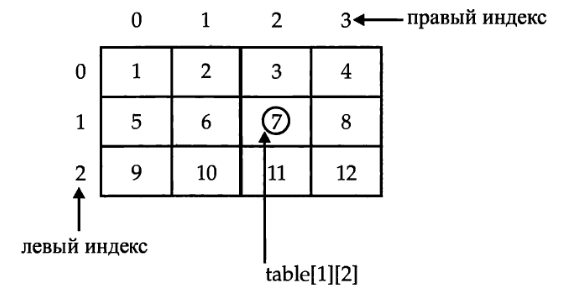 0 1 2 3 правый индекс
0 1 2 3 4
1 5 6 7 8
2 9 10 11 12
левый индекс
table[1][2]